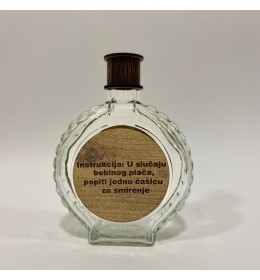 Instrukcija: U slučaju
bebinog plača,
popiti jednu čašicu
za smirenje